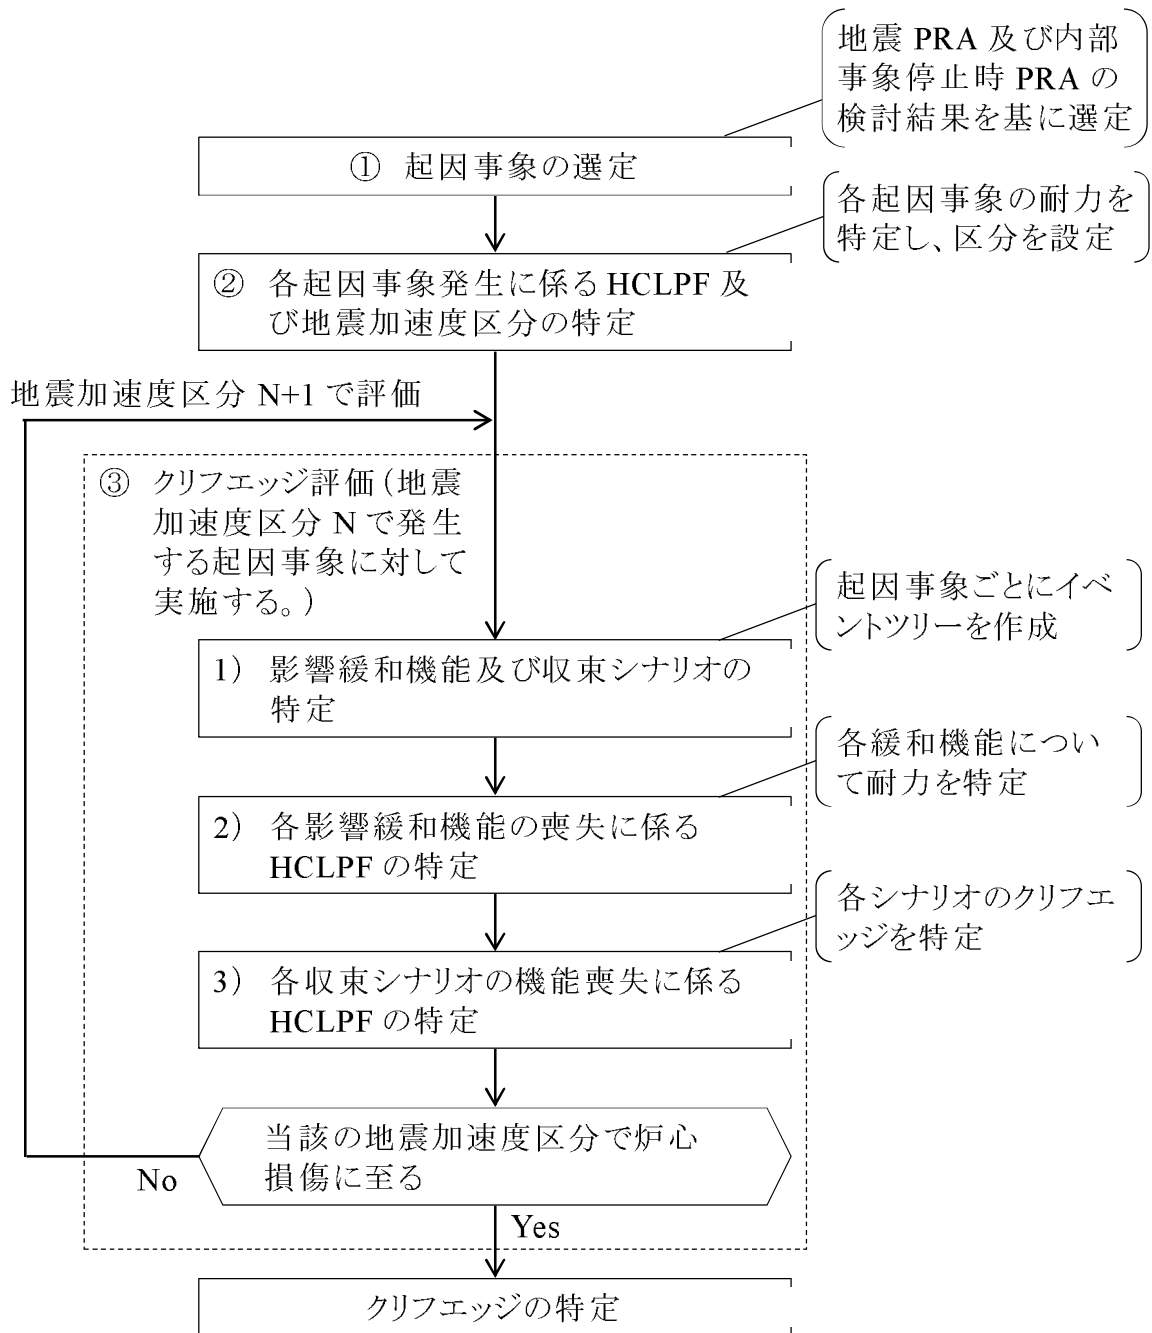 地震 PRA 及び内部
事象停止時 PRA の
検討結果を基に選定
① 起因事象の選定
各起因事象の耐力を
特定し、区分を設定
② 各起因事象発生に係る HCLPF 及
び地震加速度区分の特定
地震加速度区分 N+1 で評価
③ クリフエッジ評価（地震
加速度区分 N で発生
する起因事象に対して
実施する。）
起因事象ごとにイベ
ントツリーを作成
1） 影響緩和機能及び収束シナリオの
特定
各緩和機能につい
て耐力を特定
2） 各影響緩和機能の喪失に係る
HCLPF の特定
各シナリオのクリフエ
ッジを特定
3） 各収束シナリオの機能喪失に係る
HCLPF の特定
当該の地震加速度区分で炉心
損傷に至る
No
Yes
クリフエッジの特定